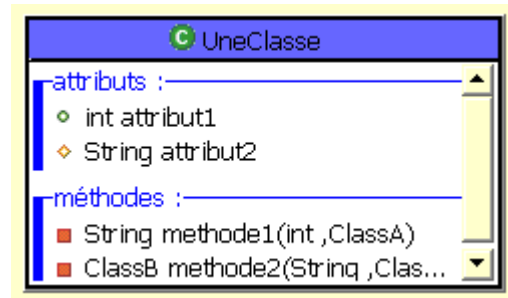 C UneClasse
attributs :
int attribut1
String attribut2
méthodes :
String methode1(int ,ClassA)
ClassB methode2(String ,Clas...